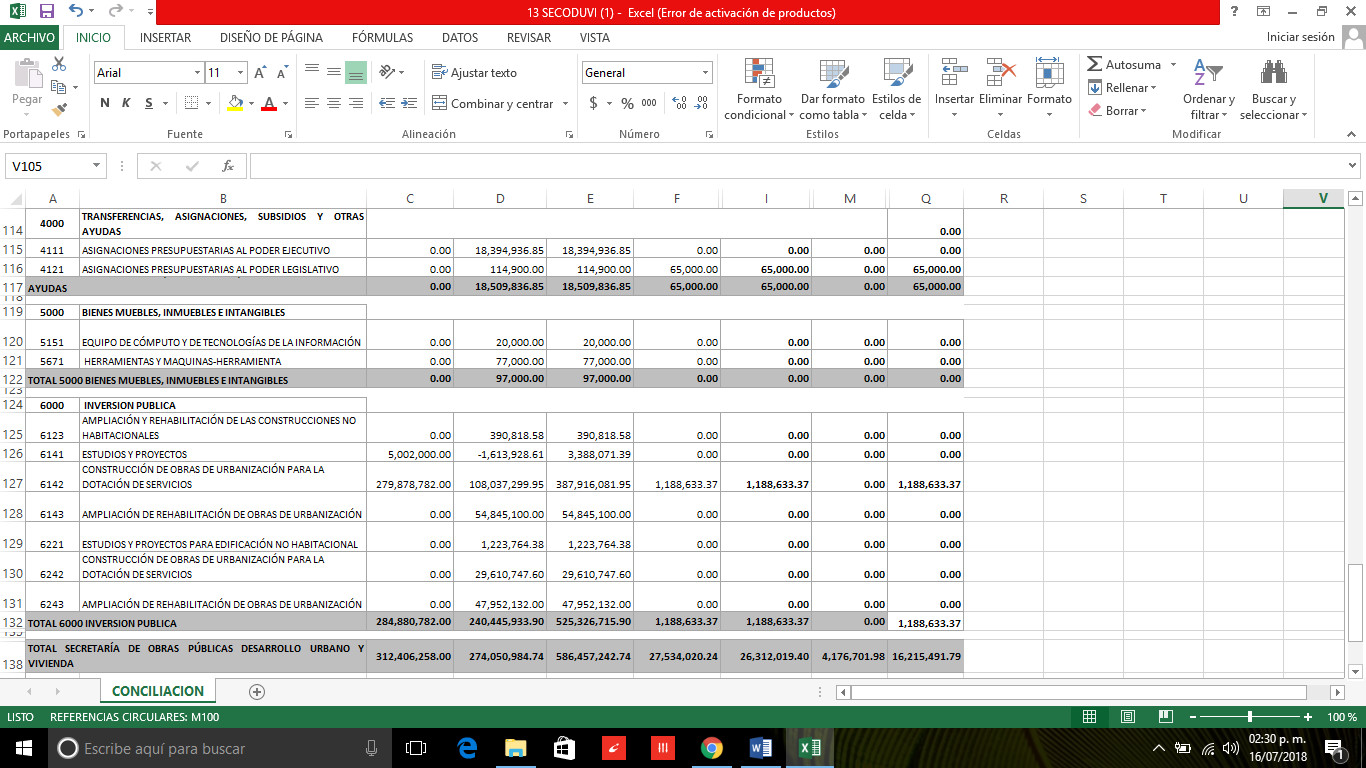 13 SECODUVI (1) - Excel (Error de activación de productos)
ARCHIVO INICIO INSERTAR DISEÑO DE PÁGINA FÓRMULAS DATOS REVISAR VISTA Iniciar sesión
Pegar
Arial 11
N K S
Ajustar texto
Combinar y centrar
General
$ % 000
Formato condicional
Dar formato como tabla
Estilos de celda
Insertar Eliminar Formato
Autosuma
Rellenar
Borrar
Ordenar y filtrar
Buscar y seleccionar
Portapapeles Fuente Alineación Número Estilos Celdas Modificar
V105 fx
A B C D E F I M Q R S T U V
114 4000 TRANSFERENCIAS, ASIGNACIONES, SUBSIDIOS Y OTRAS
AYUDAS 0.00
115 4111 ASIGNACIONES PRESUPUESTARIAS AL PODER EJECUTIVO 0.00 18,394,936.85 18,394,936.85 0.00 0.00 0.00 0.00
116 4121 ASIGNACIONES PRESUPUESTARIAS AL PODER LEGISLATIVO 0.00 114,900.00 114,900.00 65,000.00 65,000.00 0.00 65,000.00
117 AYUDAS 0.00 18,509,836.85 18,509,836.85 65,000.00 65,000.00 0.00 65,000.00
118
119 5000 BIENES MUEBLES, INMUEBLES E INTANGIBLES
120 5151 EQUIPO DE CÓMPUTO Y DE TECNOLOGÍAS DE LA INFORMACIÓN 0.00 20,000.00 20,000.00 0.00 0.00 0.00 0.00
121 5671 HERRAMIENTAS Y MAQUINAS-HERRAMIENTA 0.00 77,000.00 77,000.00 0.00 0.00 0.00 0.00
122 TOTAL 5000 BIENES MUEBLES, INMUEBLES E INTANGIBLES 0.00 97,000.00 97,000.00 0.00 0.00 0.00 0.00
123
124 6000 INVERSION PUBLICA
AMPLIACIÓN Y REHABILITACIÓN DE LAS CONSTRUCCIONES NO
125 6123 HABITACIONALES 0.00 390,818.58 390,818.58 0.00 0.00 0.00 0.00
126 6141 ESTUDIOS Y PROYECTOS 5,002,000.00 -1,613,928.61 3,388,071.39 0.00 0.00 0.00 0.00
CONSTRUCCIÓN DE OBRAS DE URBANIZACIÓN PARA LA
127 6142 DOTACIÓN DE SERVICIOS 279,878,782.00 108,037,299.95 387,916,081.95 1,188,633.37 1,188,633.37 0.00 1,188,633.37
128 6143 AMPLIACIÓN DE REHABILITACIÓN DE OBRAS DE URBANIZACIÓN 0.00 54,845,100.00 54,845,100.00 0.00 0.00 0.00 0.00
129 6221 ESTUDIOS Y PROYECTOS PARA EDIFICACIÓN NO HABITACIONAL 0.00 1,223,764.38 1,223,764.38 0.00 0.00 0.00 0.00
CONSTRUCCIÓN DE OBRAS DE URBANIZACIÓN PARA LA
130 6242 DOTACIÓN DE SERVICIOS 0.00 29,610,747.60 29,610,747.60 0.00 0.00 0.00 0.00
131 6243 AMPLIACIÓN DE REHABILITACIÓN DE OBRAS DE URBANIZACIÓN 0.00 47,952,132.00 47,952,132.00 0.00 0.00 0.00 0.00
132 TOTAL 6000 INVERSION PUBLICA 284,880,782.00 240,445,933.90 525,326,715.90 1,188,633.37 1,188,633.37 0.00 1,188,633.37
TOTAL SECRETARÍA DE OBRAS PÚBLICAS DESARROLLO URBANO Y
138 VIVIENDA 312,406,258.00 274,050,984.74 586,457,242.74 27,534,020.24 26,312,019.40 4,176,701.98 16,215,491.79
CONCILIACION
LISTO REFERENCIAS CIRCULARES: M100 100 %
Escribe aquí para buscar
02:30 p. m.
16/07/2018
1